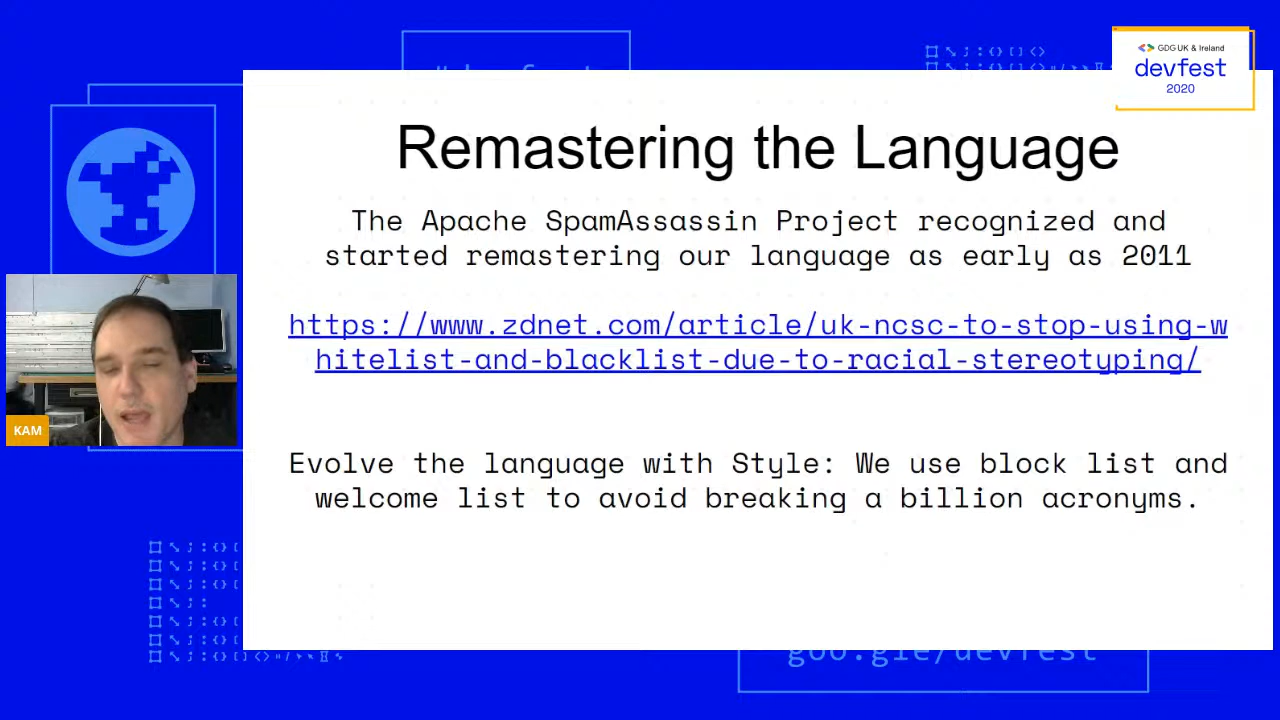 GDG UK & Ireland
devfest
2020
Remastering the Language
The Apache SpamAssassin Project recognized and
started remastering our language as early as 2011
https://www.zdnet.com/article/uk-ncsc-to-stop-using-w
hitelist-and-blacklist-due-to-racial-stereotyping/
KAM
Evolve the language with Style: We use block list and
welcome list to avoid breaking a billion acronyms.
goo.gle/devfest